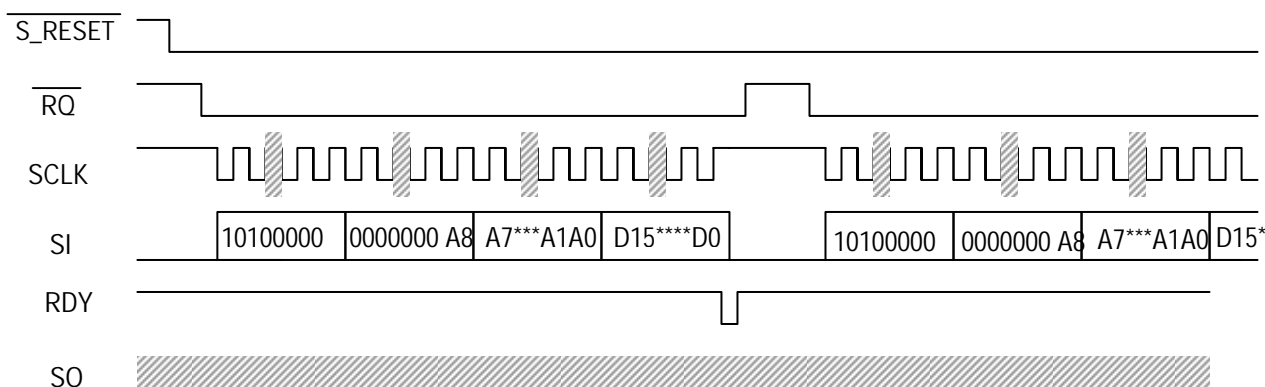 S_RESET
RQ
SCLK
SI 10100000 0000000 A8 A7***A1A0 D15****D0 10100000 0000000 A8 A7***A1A0 D15*
RDY
SO